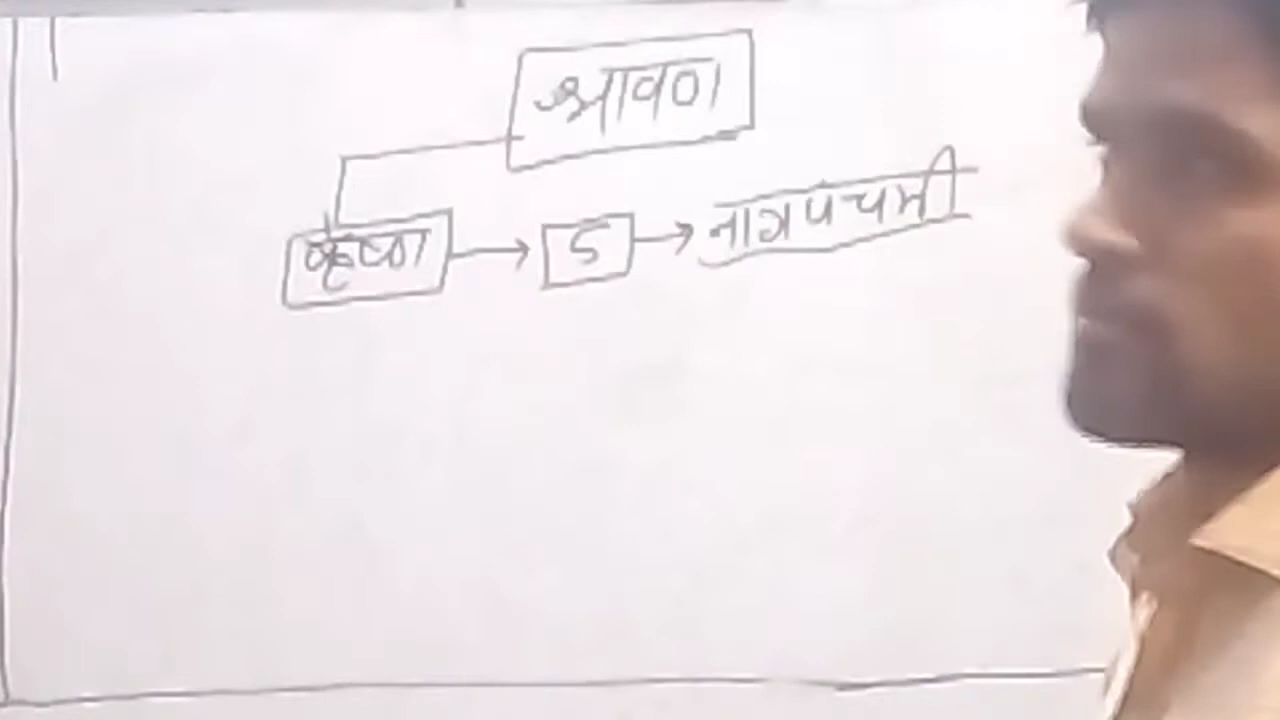 श्रावण
कृष्ण → 5 → नागपंचमी